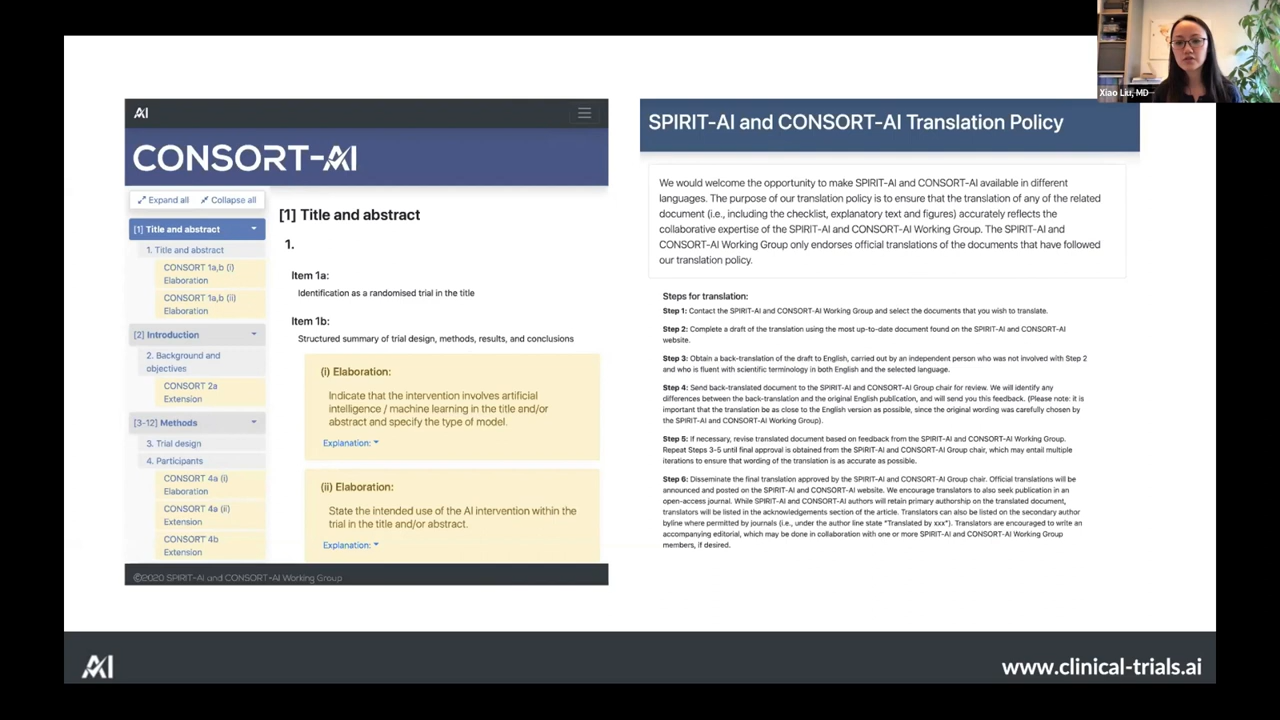 Xiao Liu, MD
AI
CONSORT-AI
Expand all
Collapse all
[1] Title and abstract
1. Title and abstract
CONSORT 1a,b (i)
Elaboration
CONSORT 1a,b (ii)
Elaboration
[2] Introduction
2. Background and
objectives
CONSORT 2a
Extension
[3-12] Methods
3. Trial design
4. Participants
CONSORT 4a (i)
Elaboration
CONSORT 4a (ii)
Extension
CONSORT 4b
Extension
[1] Title and abstract
1.
Item 1a:
Identification as a randomised trial in the title
Item 1b:
Structured summary of trial design, methods, results, and conclusions
(i) Elaboration:
Indicate that the intervention involves artificial
intelligence / machine learning in the title and/or
abstract and specify the type of model.
Explanation:
(ii) Elaboration:
State the intended use of the AI intervention within the
trial in the title and/or abstract.
Explanation:
©2020 SPIRIT-AI and CONSORT-AI Working Group
SPIRIT-AI and CONSORT-AI Translation Policy
We would welcome the opportunity to make SPIRIT-AI and CONSORT-AI available in different
languages. The purpose of our translation policy is to ensure that the translation of any of the related
document (i.e., including the checklist, explanatory text and figures) accurately reflects the
collaborative expertise of the SPIRIT-AI and CONSORT-AI Working Group. The SPIRIT-AI and
CONSORT-AI Working Group only endorses official translations of the documents that have followed
our translation policy.
Steps for translation:
Step 1: Contact the SPIRIT-AI and CONSORT-AI Working Group and select the documents that you wish to translate.
Step 2: Complete a draft of the translation using the most up-to-date document found on the SPIRIT-AI and CONSORT-AI
website.
Step 3: Obtain a back-translation of the draft to English, carried out by an independent person who was not involved with Step 2
and who is fluent with scientific terminology in both English and the selected language.
Step 4: Send back-translated document to the SPIRIT-AI and CONSORT-AI Group chair for review. We will identify any
differences between the back-translation and the original English publication, and will send you this feedback. (Please note: it is
important that the translation be as close to the English version as possible, since the original wording was carefully chosen by
the SPIRIT-AI and CONSORT-AI Working Group).
Step 5: If necessary, revise translated document based on feedback from the SPIRIT-AI and CONSORT-AI Working Group.
Repeat Steps 3-5 until final approval is obtained from the SPIRIT-AI and CONSORT-AI Group chair, which may entail multiple
iterations to ensure that wording of the translation is as accurate as possible.
Step 6: Disseminate the final translation approved by the SPIRIT-AI and CONSORT-AI Group chair. Official translations will be
announced and posted on the SPIRIT-AI and CONSORT-AI website. We encourage translators to also seek publication in an
open-access journal. While SPIRIT-AI and CONSORT-AI authors will retain primary authorship on the translated document,
translators will be listed in the acknowledgements section of the article. Translators can also be listed on the secondary author
byline where permitted by journals (i.e., under the author line state "Translated by xxx"). Translators are encouraged to write an
accompanying editorial, which may be done in collaboration with one or more SPIRIT-AI and CONSORT-AI Working Group
members, if desired.
AI
www.clinical-trials.ai